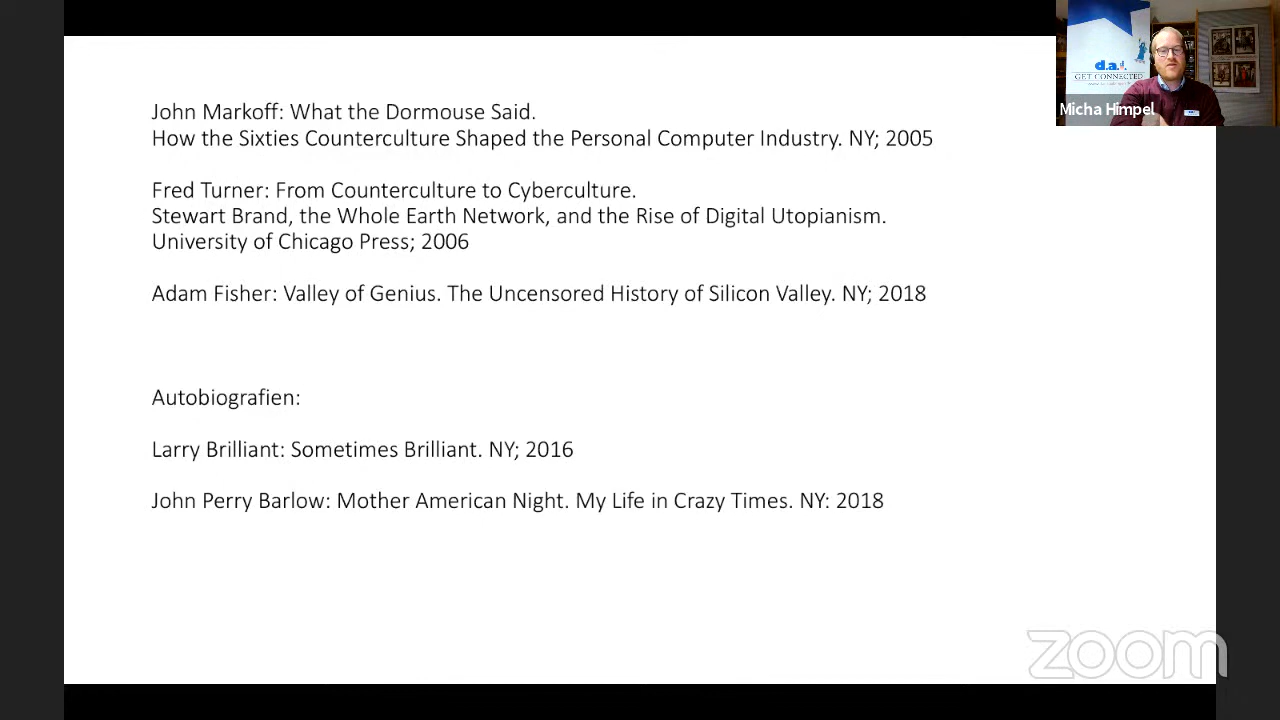 John Markoff: What the Dormouse Said.
How the Sixties Counterculture Shaped the Personal Computer Industry. NY; 2005
Fred Turner: From Counterculture to Cyberculture.
Stewart Brand, the Whole Earth Network, and the Rise of Digital Utopianism.
University of Chicago Press; 2006
Adam Fisher: Valley of Genius. The Uncensored History of Silicon Valley. NY; 2018
Autobiografien:
Larry Brilliant: Sometimes Brilliant. NY; 2016
John Perry Barlow: Mother American Night. My Life in Crazy Times. NY: 2018
d.a.i.
GET CONNECTED
Micha Himpel
zoom